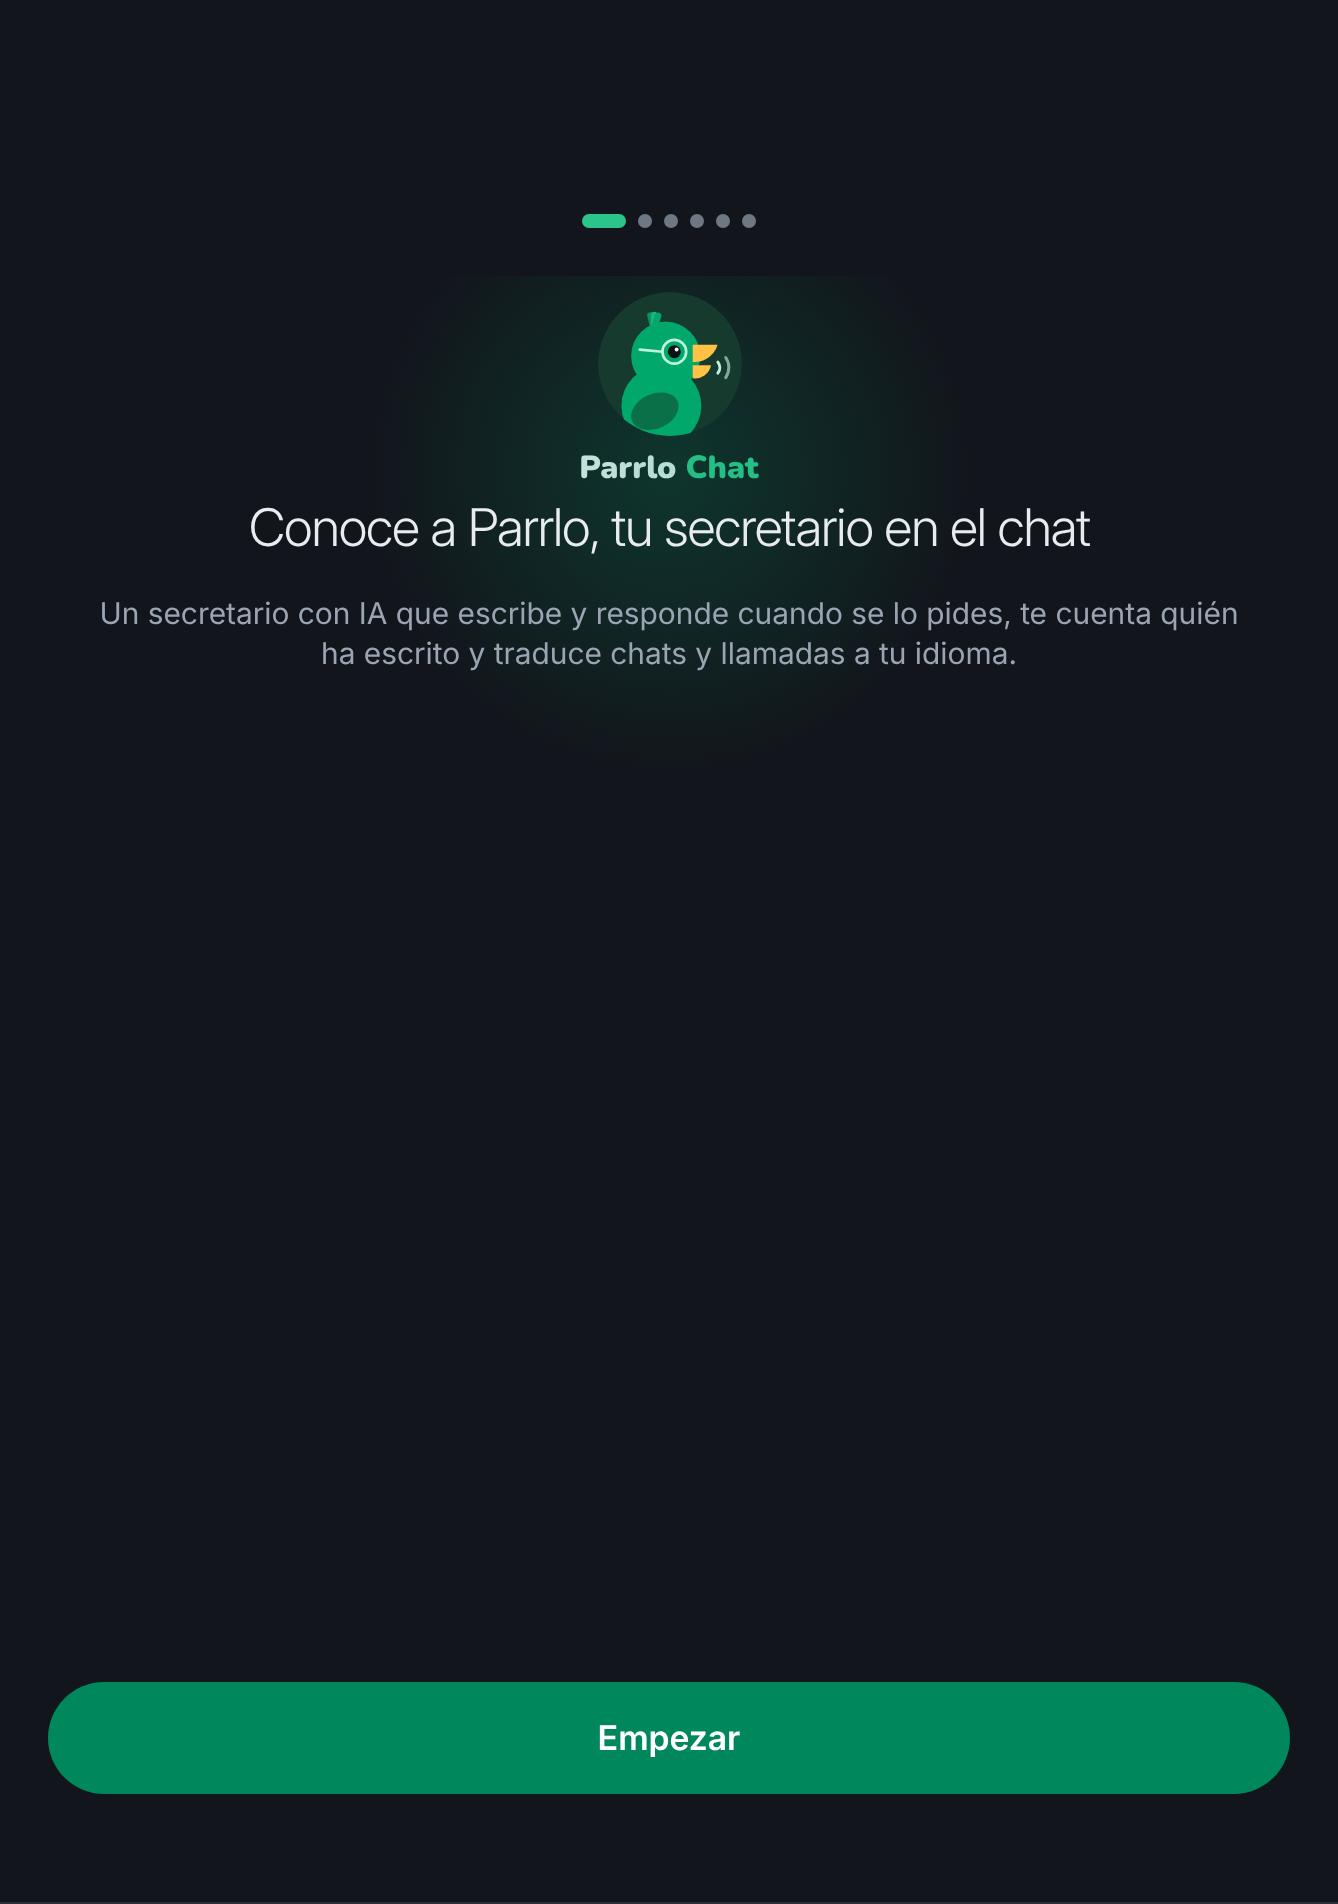 Parrlo Chat
Conoce a Parrlo, tu secretario en el chat
Un secretario con IA que escribe y responde cuando se lo pides, te cuenta quién
ha escrito y traduce chats y llamadas a tu idioma.
Empezar